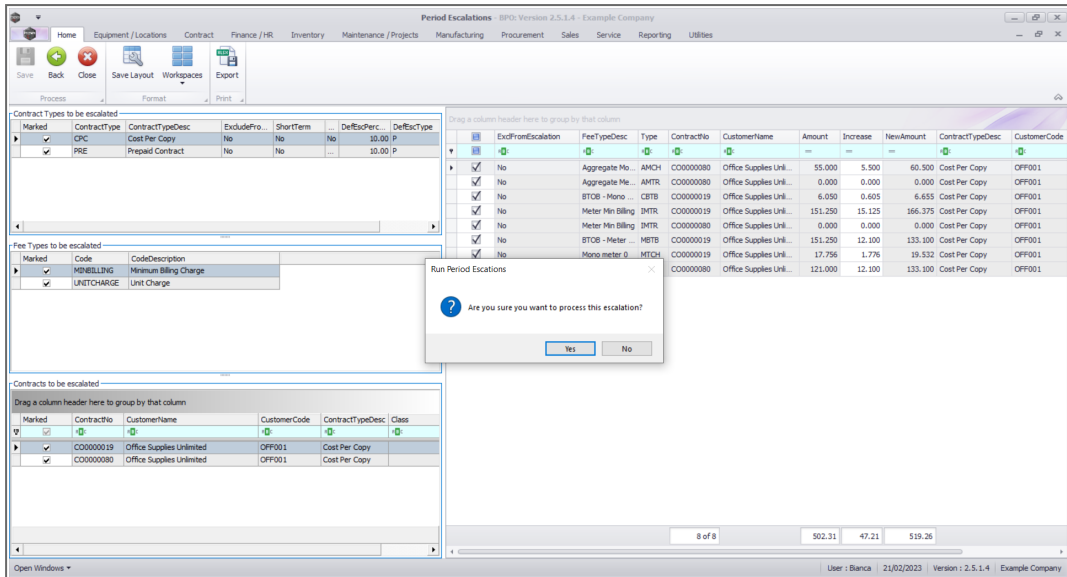 Period Escalations - BPO: Version 2.5.1.4 - Example Company
Home Equipment / Locations Contract Finance / HR Inventory Maintenance / Projects Manufacturing Procurement Sales Service Reporting Utilities
Save Back Close Save Layout Workspaces Export
Process Format Print
Contract Types to be escalated
Marked ContractType ContractTypeDesc ExcludeFro... ShortTerm ... DefEscPerc... DefEscType
CPC Cost Per Copy No No No 10.00 P
PRE Prepaid Contract No No ... 10.00 P
Fee Types to be escalated
Marked Code CodeDescription
MINBILLING Minimum Billing Charge
UNITCHARGE Unit Charge
Contracts to be escalated
Drag a column header here to group by that column
Marked ContractNo CustomerName CustomerCode ContractTypeDesc Class
CO0000019 Office Supplies Unlimited OFF001 Cost Per Copy
CO0000080 Office Supplies Unlimited OFF001 Cost Per Copy
Drag a column header here to group by that column
ExclFromEscalation FeeTypeDesc Type ContractNo CustomerName Amount Increase NewAmount ContractTypeDesc CustomerCode
No Aggregate Mo... AMCH CO0000080 Office Supplies Unli... 55.000 5.500 60.500 Cost Per Copy OFF001
No Aggregate Me... AMTR CO0000080 Office Supplies Unli... 0.000 0.000 0.000 Cost Per Copy OFF001
No BTOB - Mono ... CBTB CO0000019 Office Supplies Unli... 6.050 0.605 6.655 Cost Per Copy OFF001
No Meter Min Billing IMTR CO0000019 Office Supplies Unli... 151.250 15.125 166.375 Cost Per Copy OFF001
No Meter Min Billing IMTR CO0000080 Office Supplies Unli... 0.000 0.000 0.000 Cost Per Copy OFF001
No BTOB - Meter ... MBTB CO0000019 Office Supplies Unli... 151.250 12.100 133.100 Cost Per Copy OFF001
No Mono meter 0 MTCH CO0000019 Office Supplies Unli... 17.756 1.776 19.532 Cost Per Copy OFF001
CO0000080 Office Supplies Unli... 121.000 12.100 133.100 Cost Per Copy OFF001
8 of 8 502.31 47.21 519.26
Run Period Escations
Are you sure you want to process this escalation?
Yes No
Open Windows User : Bianca 21/02/2023 Version : 2.5.1.4 Example Company